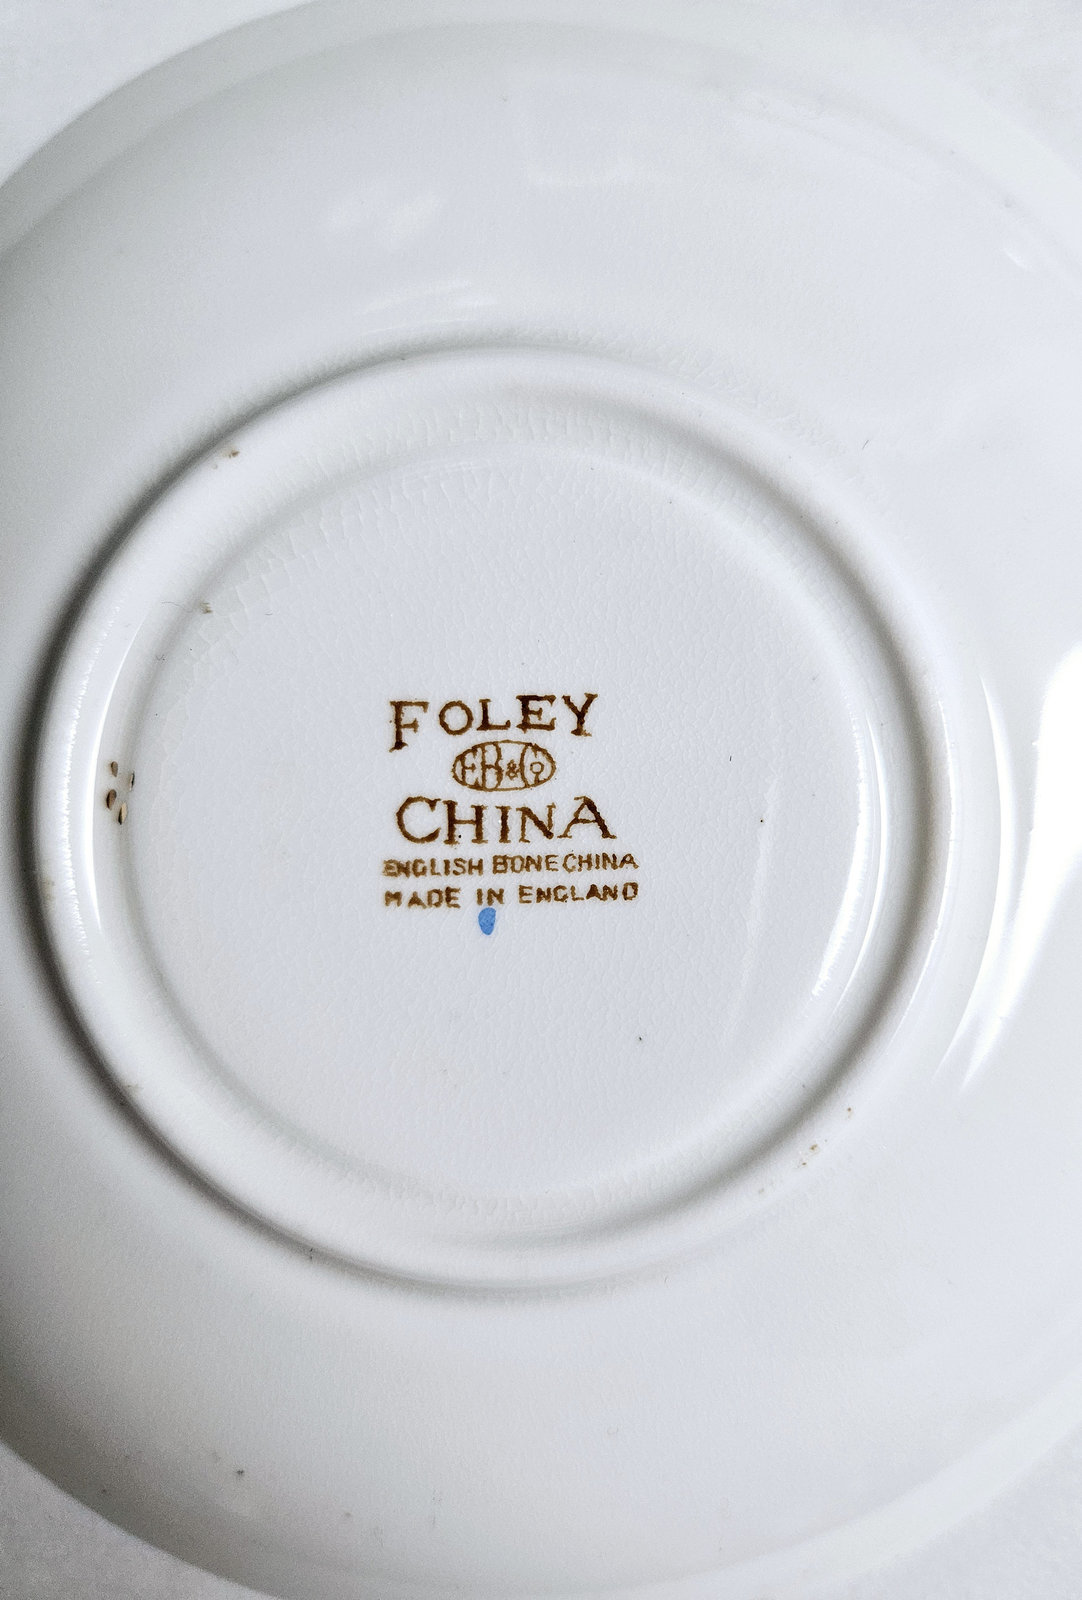 FOLEY
EB&Co
CHINA
ENGLISH BONE CHINA
MADE IN ENGLAND